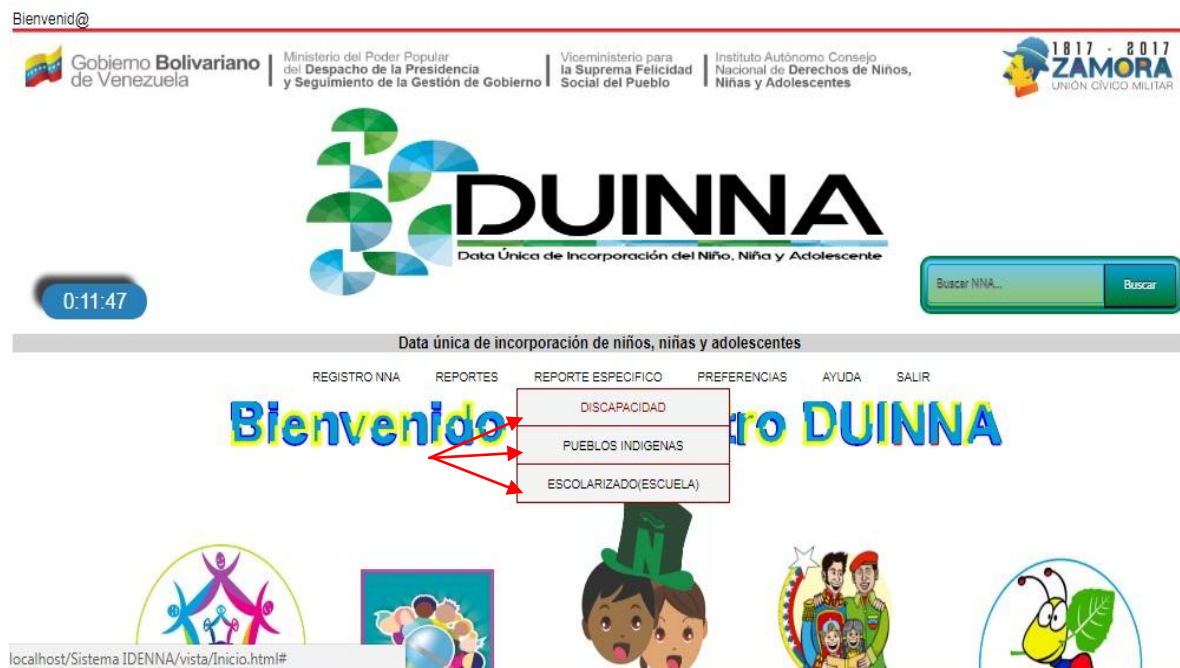 Bienvenid@
Gobierno Bolivariano
de Venezuela
Ministerio del Poder Popular
del Despacho de la Presidencia
y Seguimiento de la Gestión de Gobierno
Viceministerio para
la Suprema Felicidad
Social del Pueblo
Instituto Autónomo Consejo
Nacional de Derechos de Niños,
Niñas y Adolescentes
1817 - 2017
ZAMORA
UNIÓN CÍVICO MILITAR
DUINNA
Data Única de Incorporación del Niño, Niña y Adolescente
0:11:47
Buscar NNA...
Buscar
Data única de incorporación de niños, niñas y adolescentes
REGISTRO NNA REPORTES REPORTE ESPECIFICO PREFERENCIAS AYUDA SALIR
Bienvenido tro DUINNA
DISCAPACIDAD
PUEBLOS INDIGENAS
ESCOLARIZADO(ESCUELA)
Ñ
localhost/Sistema IDENNA/vista/Inicio.html#